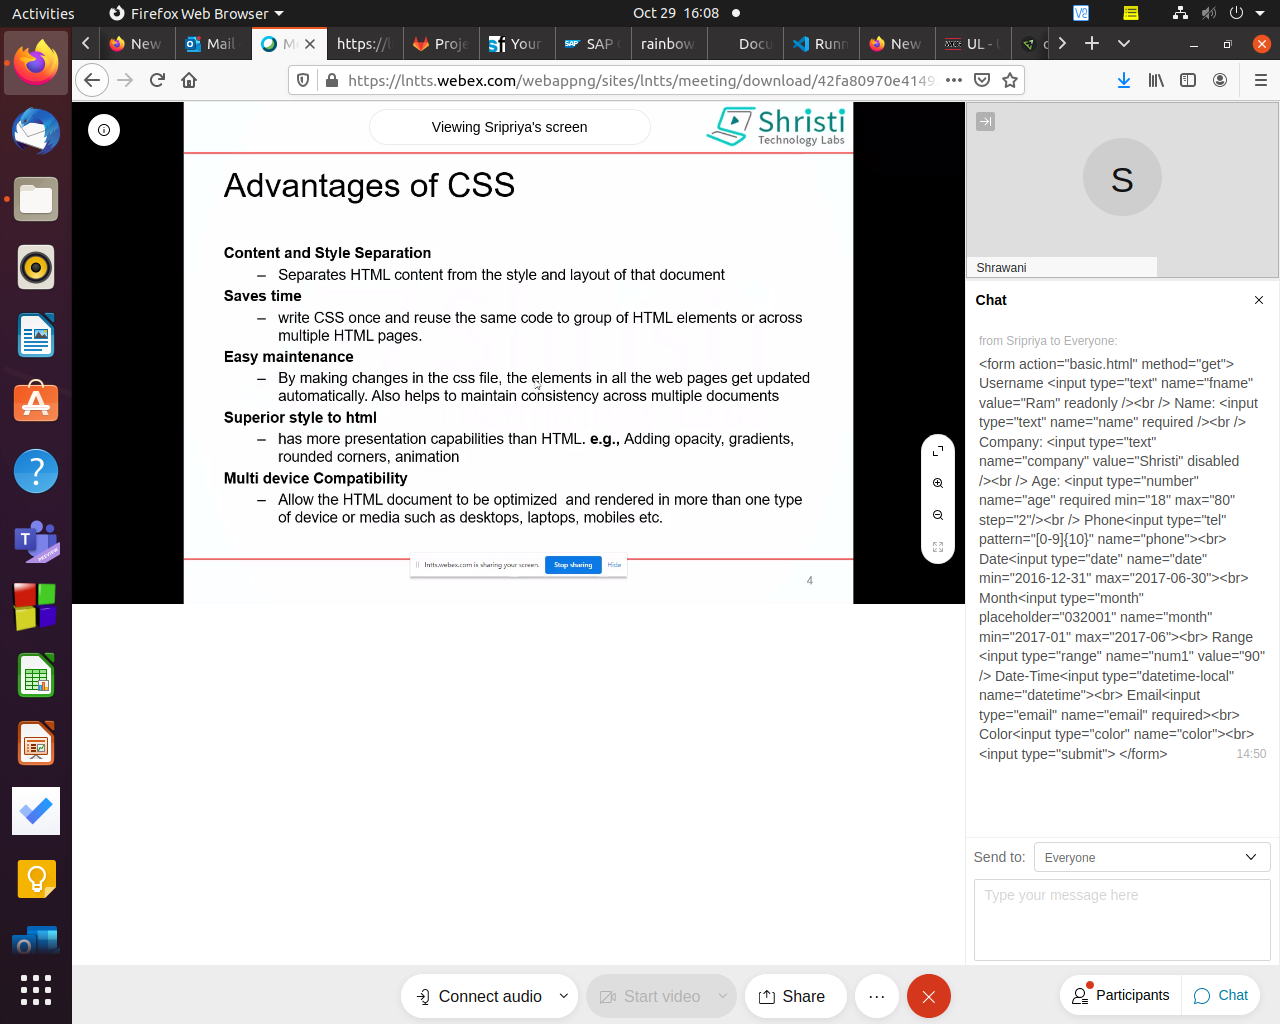 Activities
Firefox Web Browser
Oct 29 16:08
New
Mail
https://l
Proje
Your
SAP
rainbow
Docu
Runn
New
UL -
https://lntts.webex.com/webappng/sites/lntts/meeting/download/42fa80970e4149
Viewing Sripriya's screen
Shristi
Technology Labs
Advantages of CSS
Content and Style Separation
– Separates HTML content from the style and layout of that document
Saves time
– write CSS once and reuse the same code to group of HTML elements or across
multiple HTML pages.
Easy maintenance
– By making changes in the css file, the elements in all the web pages get updated
automatically. Also helps to maintain consistency across multiple documents
Superior style to html
– has more presentation capabilities than HTML. e.g., Adding opacity, gradients,
rounded corners, animation
Multi device Compatibility
– Allow the HTML document to be optimized and rendered in more than one type
of device or media such as desktops, laptops, mobiles etc.
lntts.webex.com is sharing your screen.
Stop sharing
Hide
4
S
Shrawani
Chat
from Sripriya to Everyone:
<form action="basic.html" method="get">
Username <input type="text" name="fname"
value="Ram" readonly /><br /> Name: <input
type="text" name="name" required /><br />
Company: <input type="text"
name="company" value="Shristi" disabled
/><br /> Age: <input type="number"
name="age" required min="18" max="80"
step="2"/><br /> Phone<input type="tel"
pattern="[0-9]{10}" name="phone"><br>
Date<input type="date" name="date"
min="2016-12-31" max="2017-06-30"><br>
Month<input type="month"
placeholder="032001" name="month"
min="2017-01" max="2017-06"><br> Range
<input type="range" name="num1" value="90"
/> Date-Time<input type="datetime-local"
name="datetime"><br> Email<input
type="email" name="email" required><br>
Color<input type="color" name="color"><br>
<input type="submit"> </form>
14:50
Send to:
Everyone
Type your message here
Connect audio
Start video
Share
Participants
Chat